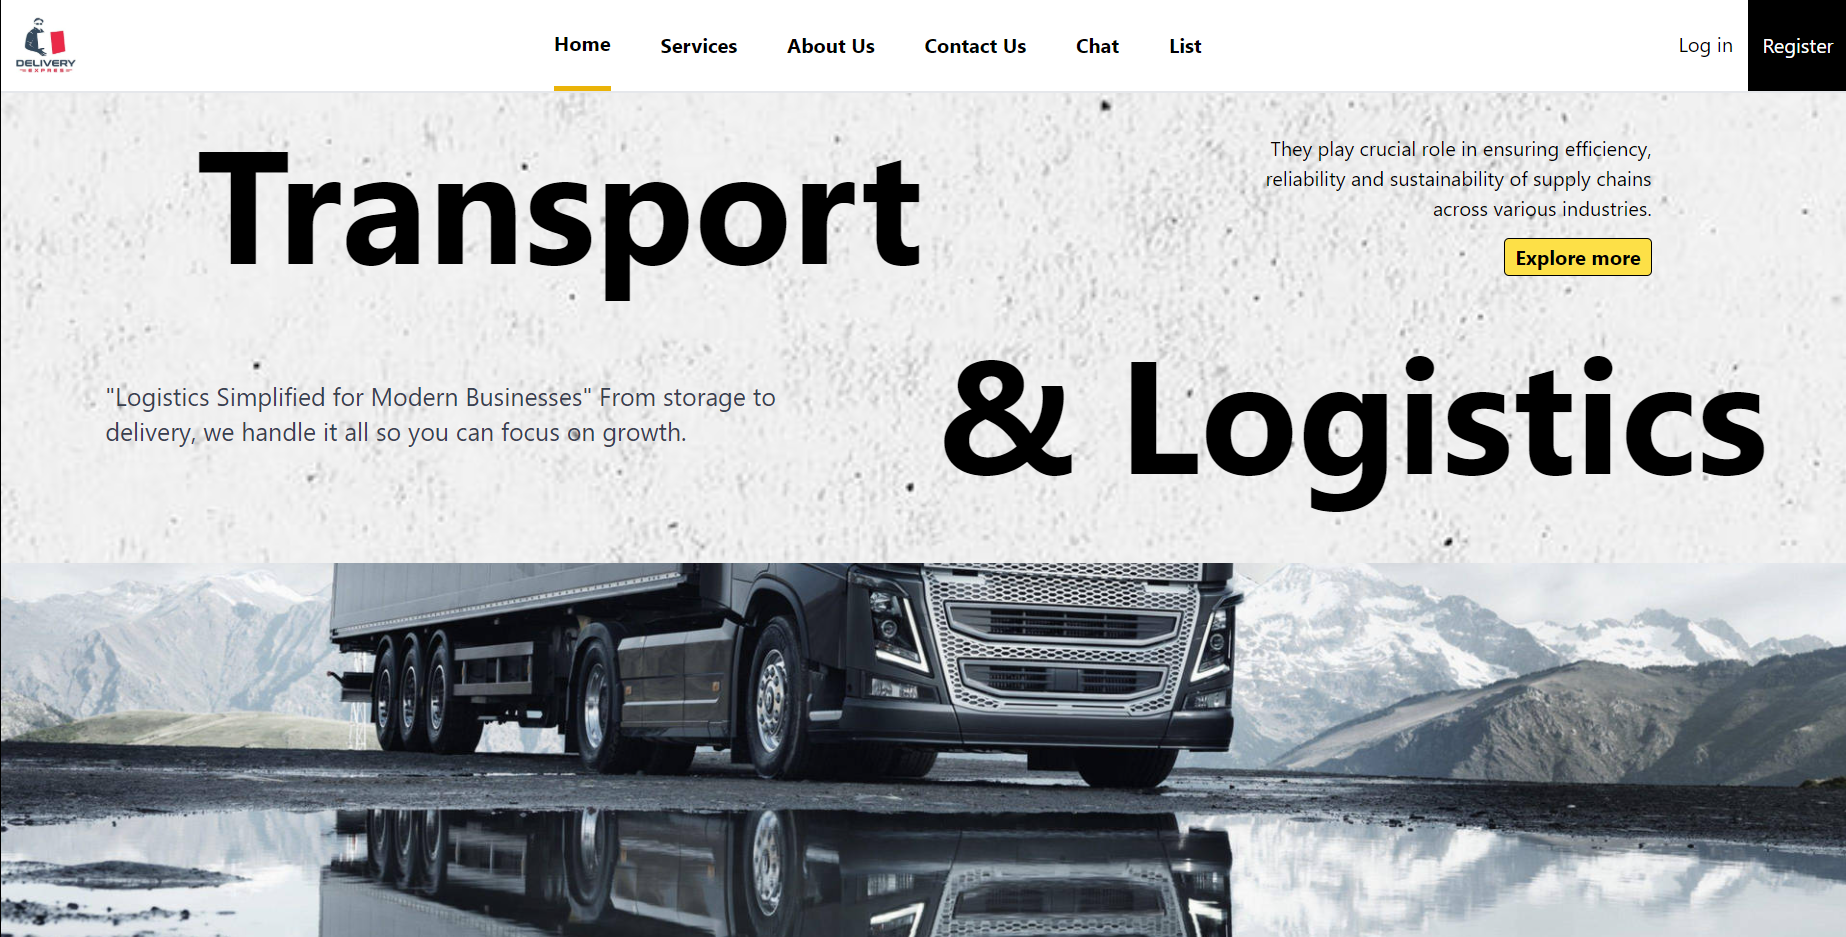 DELIVERY
EXPRES
Home
Services
About Us
Contact Us
Chat
List
Log in
Register
Transport
They play crucial role in ensuring efficiency,
reliability and sustainability of supply chains
across various industries.
Explore more
"Logistics Simplified for Modern Businesses" From storage to
delivery, we handle it all so you can focus on growth.
& Logistics